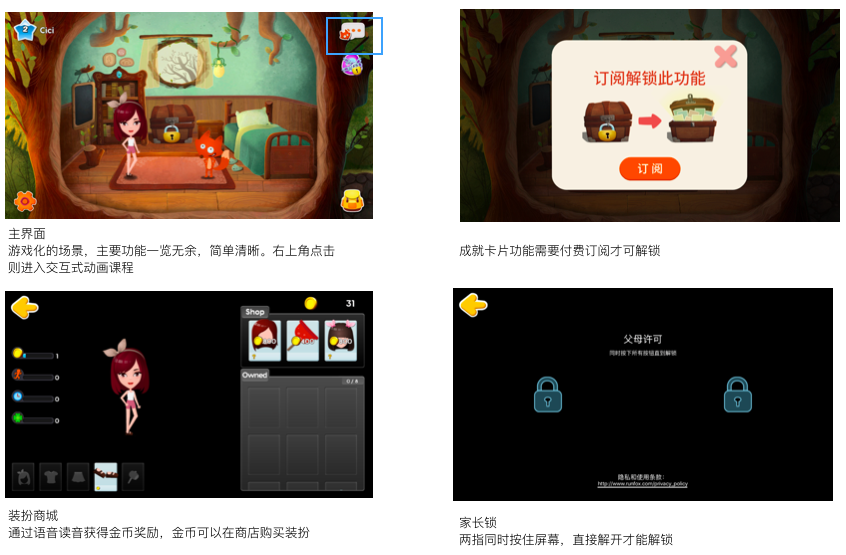 2 Cici
主界面
游戏化的场景，主要功能一览无余，简单清晰。右上角点击
则进入交互式动画课程
订阅解锁此功能
订 阅
成就卡片功能需要付费订阅才可解锁
31
Shop
Owned
0 / 6
1
0
0
0
装扮商城
通过语音读音获得金币奖励，金币可以在商店购买装扮
父母许可
同时按下所有按钮直到解锁
隐私和使用条款：
http://www.runfox.com/privacy_policy
家长锁
两指同时按住屏幕，直接解开才能解锁